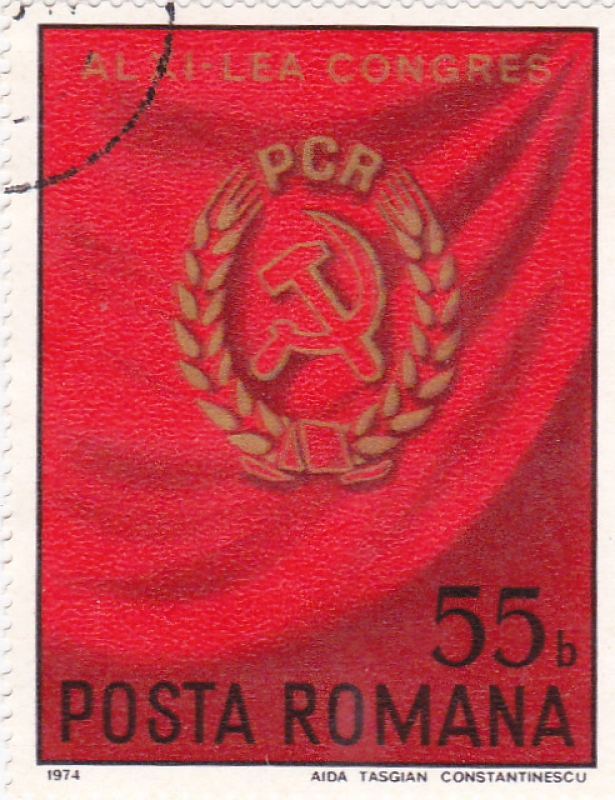 AL XI-LEA CONGRES
PCR
55b
POSTA ROMANA
1974 AIDA TASGIAN CONSTANTINESCU